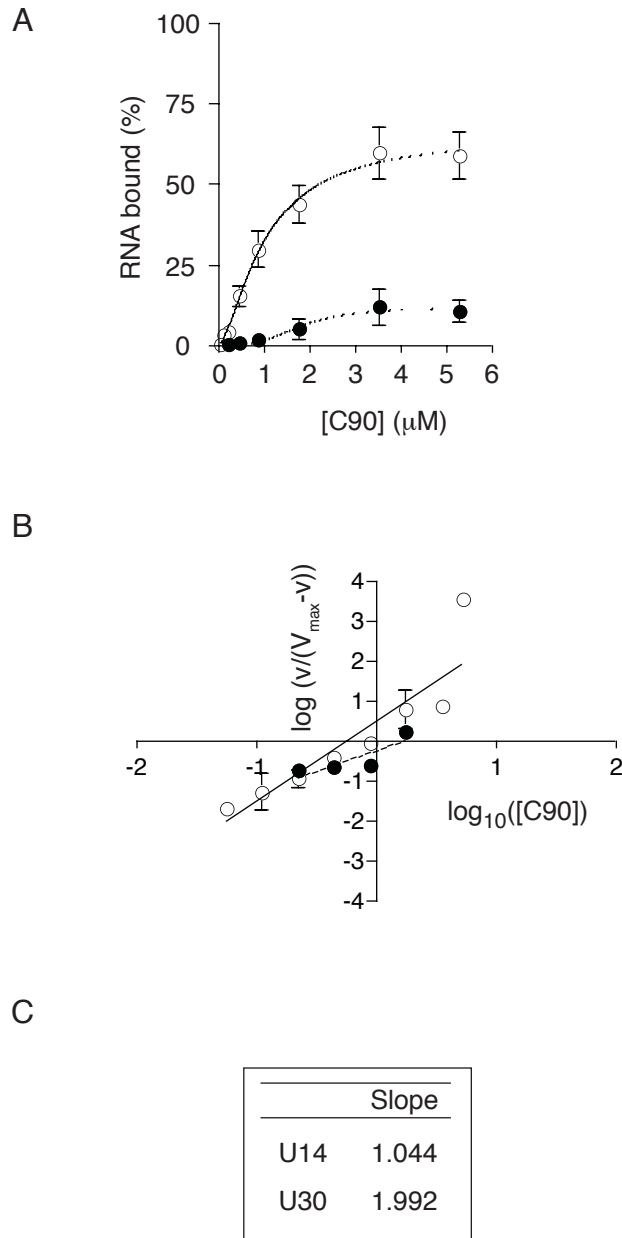 A
RNA bound (%)
100
75
50
25
0
0 1 2 3 4 5 6
[C90] (μM)
B
log (v/(Vmax-v))
4
3
2
1
-2 -1 1 2
-1
-2
-3
-4
log10([C90])
C
Slope
U14 1.044
U30 1.992